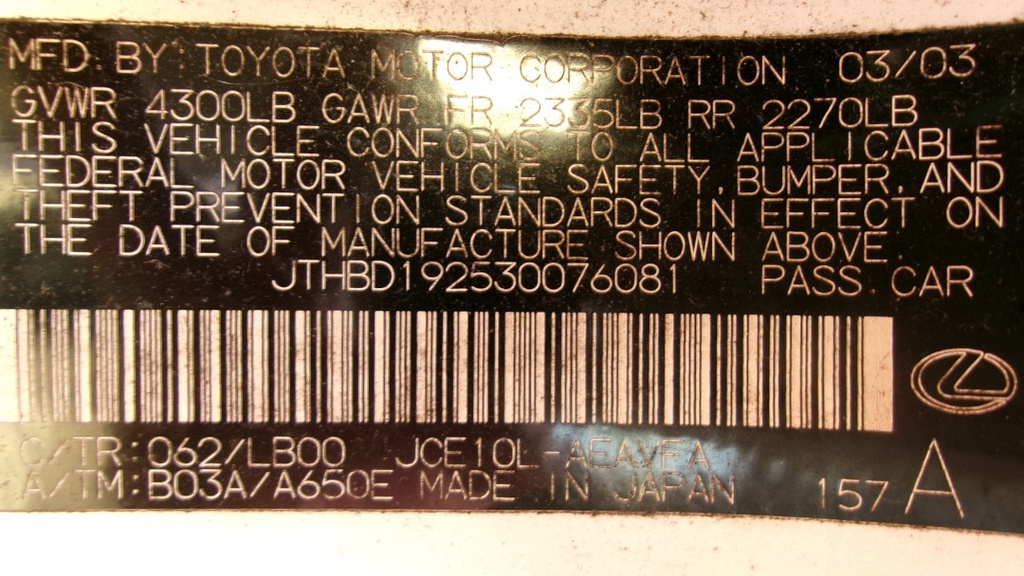 MFD. BY: TOYOTA MOTOR CORPORATION 03/03
GVWR 4300LB GAWR FR 2335LB RR 2270LB
THIS VEHICLE CONFORMS TO ALL APPLICABLE
FEDERAL MOTOR VEHICLE SAFETY, BUMPER, AND
THEFT PREVENTION STANDARDS IN EFFECT ON
THE DATE OF MANUFACTURE SHOWN ABOVE.
JTHBD192530076081 PASS. CAR
C/TR: 062/LB00 JCE10L-AEAVFA
A/TM: B03A/A650E MADE IN JAPAN 157 A